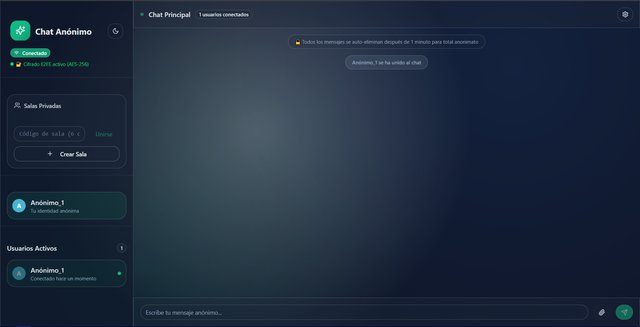 Chat Anónimo
Conectado
Cifrado E2EE activo (AES-256)
Salas Privadas
Código de sala (6 c
Unirse
+ Crear Sala
A
Anónimo_1
Tu identidad anónima
Usuarios Activos
1
A
Anónimo_1
Conectado hace un momento
Chat Principal
1 usuarios conectados
Todos los mensajes se auto-eliminan después de 1 minuto para total anonimato
Anónimo_1 se ha unido al chat
Escribe tu mensaje anónimo...